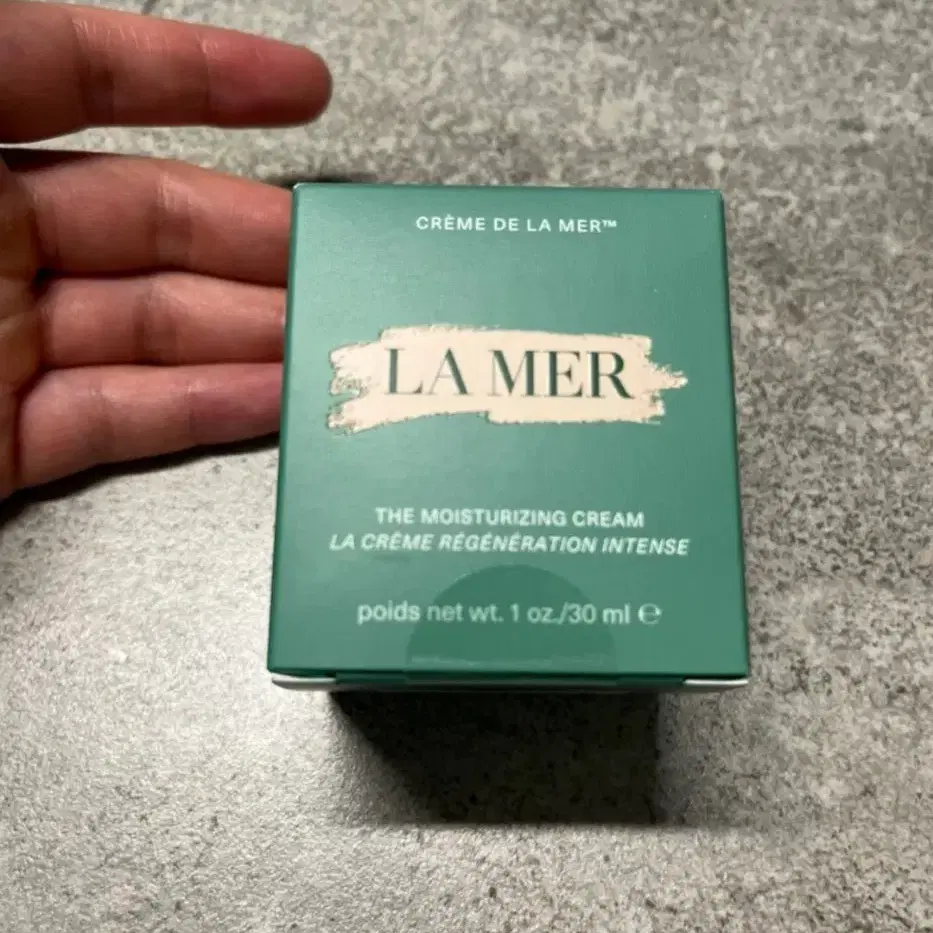 CRÈME DE LA MER™
LA MER
THE MOISTURIZING CREAM
LA CRÈME RÉGÉNÉRATION INTENSE
poids net wt. 1 oz./30 ml ℮